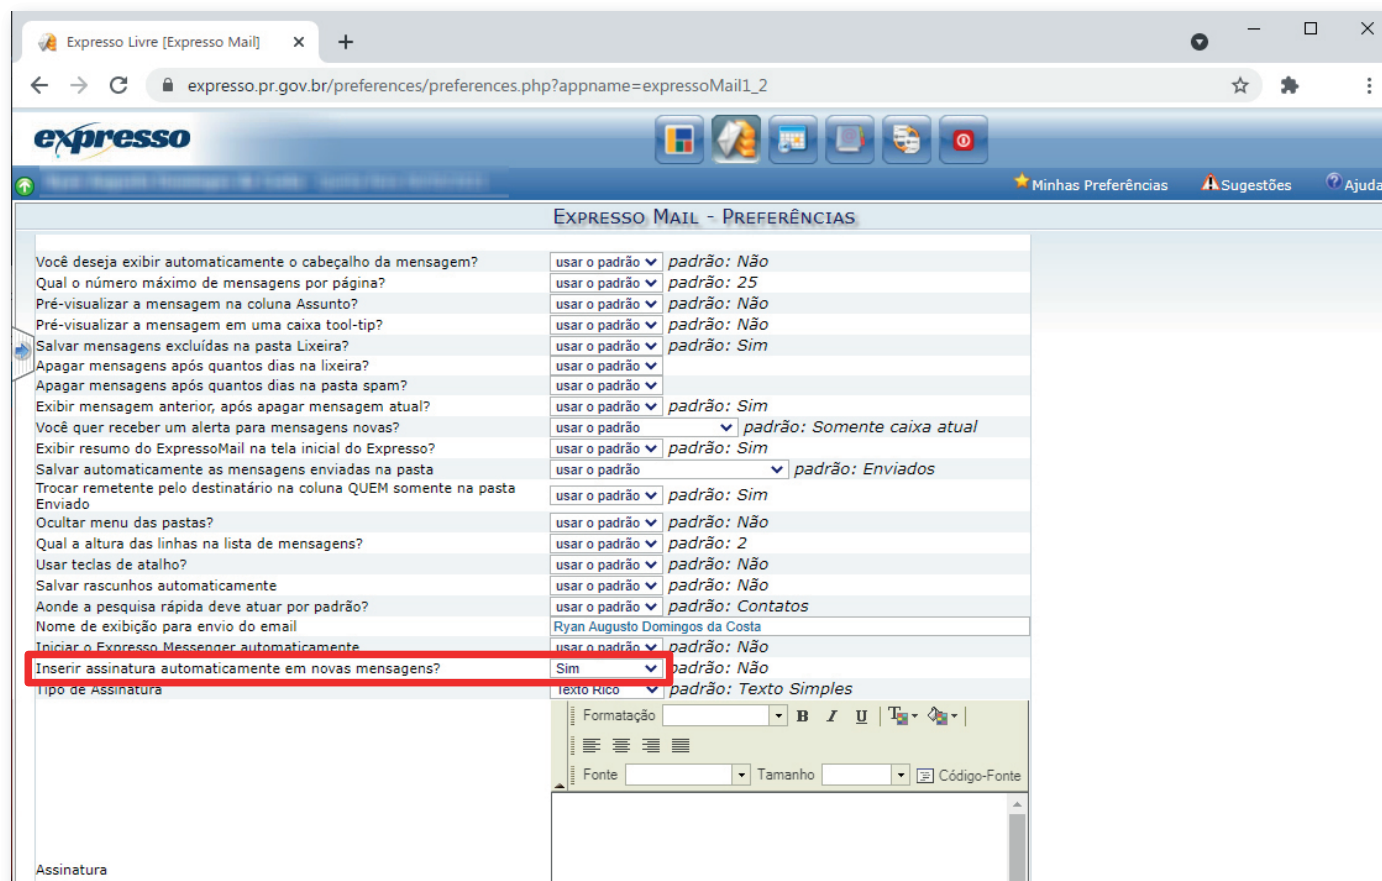 Expresso Livre [Expresso Mail]
expresso.pr.gov.br/preferences/preferences.php?appname=expressoMail1_2
expresso
Minhas Preferências Sugestões Ajuda
Expresso Mail - Preferências
Você deseja exibir automaticamente o cabeçalho da mensagem? usar o padrão padrão: Não
Qual o número máximo de mensagens por página? usar o padrão padrão: 25
Pré-visualizar a mensagem na coluna Assunto? usar o padrão padrão: Não
Pré-visualizar a mensagem em uma caixa tool-tip? usar o padrão padrão: Não
Salvar mensagens excluídas na pasta Lixeira? usar o padrão padrão: Sim
Apagar mensagens após quantos dias na lixeira? usar o padrão
Apagar mensagens após quantos dias na pasta spam? usar o padrão
Exibir mensagem anterior, após apagar mensagem atual? usar o padrão padrão: Sim
Você quer receber um alerta para mensagens novas? usar o padrão padrão: Somente caixa atual
Exibir resumo do ExpressoMail na tela inicial do Expresso? usar o padrão padrão: Sim
Salvar automaticamente as mensagens enviadas na pasta usar o padrão padrão: Enviados
Trocar remetente pelo destinatário na coluna QUEM somente na pasta
Enviado usar o padrão padrão: Sim
Ocultar menu das pastas? usar o padrão padrão: Não
Qual a altura das linhas na lista de mensagens? usar o padrão padrão: 2
Usar teclas de atalho? usar o padrão padrão: Não
Salvar rascunhos automaticamente usar o padrão padrão: Não
Aonde a pesquisa rápida deve atuar por padrão? usar o padrão padrão: Contatos
Nome de exibição para envio do email Ryan Augusto Domingos da Costa
Iniciar o Expresso Messenger automaticamente usar o padrão padrão: Não
Inserir assinatura automaticamente em novas mensagens? Sim padrão: Não
Tipo de Assinatura Texto Rico padrão: Texto Simples
Formatação B I U T
Fonte Tamanho Código-Fonte
Assinatura